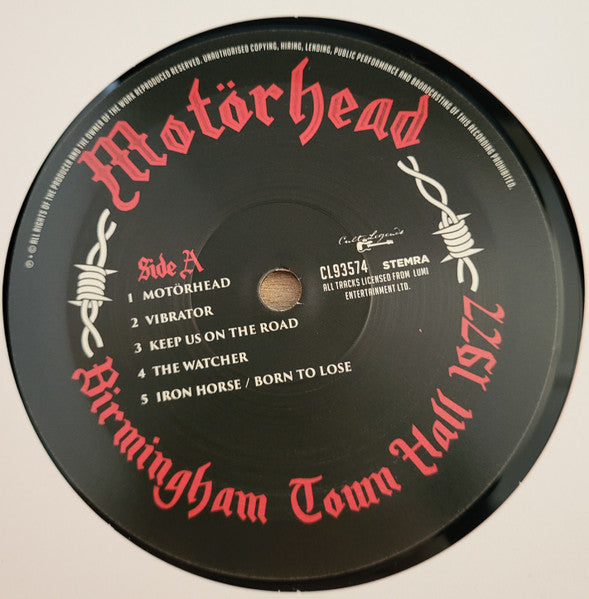 ℗ + © ALL RIGHTS OF THE PRODUCER AND THE OWNER OF THE WORK REPRODUCED RESERVED. UNAUTHORISED COPYING, HIRING, LENDING, PUBLIC PERFORMANCE AND BROADCASTING OF THIS RECORDING PROHIBITED.
Motörhead
Cult Legends
CL93574 STEMRA
ALL TRACKS LICENSED FROM LUMI
ENTERTAINMENT LTD.
Side A
1 MOTÖRHEAD
2 VIBRATOR
3 KEEP US ON THE ROAD
4 THE WATCHER
5 IRON HORSE / BORN TO LOSE
Birmingham Town Hall 1977